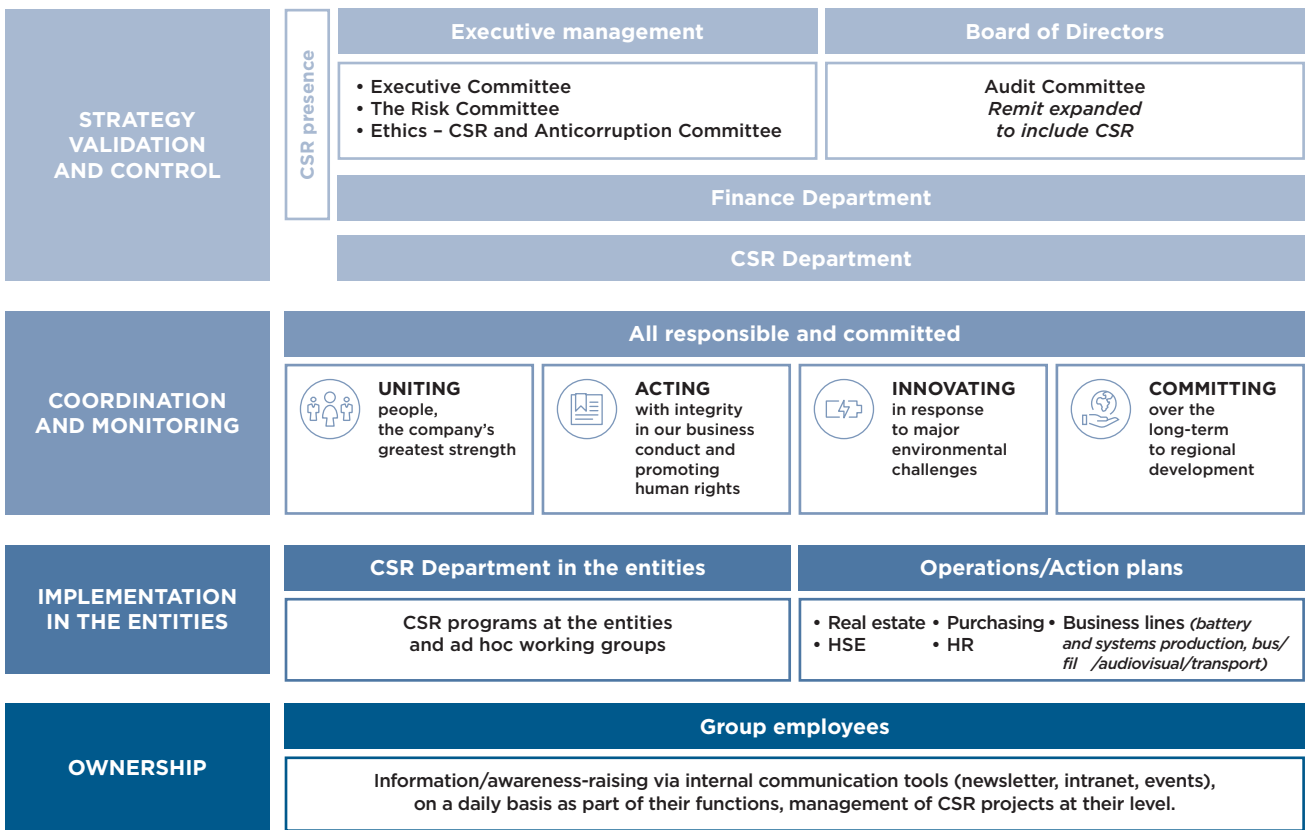 STRATEGY
VALIDATION
AND CONTROL
CSR presence
Executive management
• Executive Committee
• The Risk Committee
• Ethics – CSR and Anticorruption Committee
Board of Directors
Audit Committee
Remit expanded
to include CSR
Finance Department
CSR Department
COORDINATION
AND MONITORING
All responsible and committed
UNITING
people,
the company’s
greatest strength
ACTING
with integrity
in our business
conduct and
promoting
human rights
INNOVATING
in response
to major
environmental
challenges
COMMITTING
over the
long-term
to regional
development
IMPLEMENTATION
IN THE ENTITIES
CSR Department in the entities
CSR programs at the entities
and ad hoc working groups
Operations/Action plans
• Real estate
• HSE
• Purchasing
• HR
• Business lines (battery
and systems production, bus/
fil /audiovisual/transport)
OWNERSHIP
Group employees
Information/awareness-raising via internal communication tools (newsletter, intranet, events),
on a daily basis as part of their functions, management of CSR projects at their level.